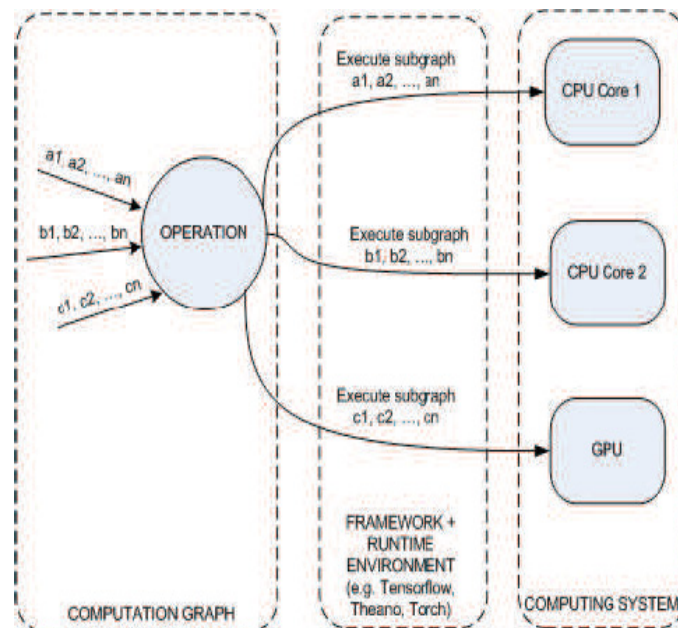 Execute subgraph
a1, a2, ..., an
CPU Core 1
a1, a2, ..., an
OPERATION
b1, b2, ..., bn
Execute subgraph
b1, b2, ..., bn
CPU Core 2
c1, c2, ..., cn
Execute subgraph
c1, c2, ..., cn
GPU
FRAMEWORK +
RUNTIME
ENVIRONMENT
(e.g. Tensorflow,
Theano, Torch)
COMPUTATION GRAPH
COMPUTING SYSTEM